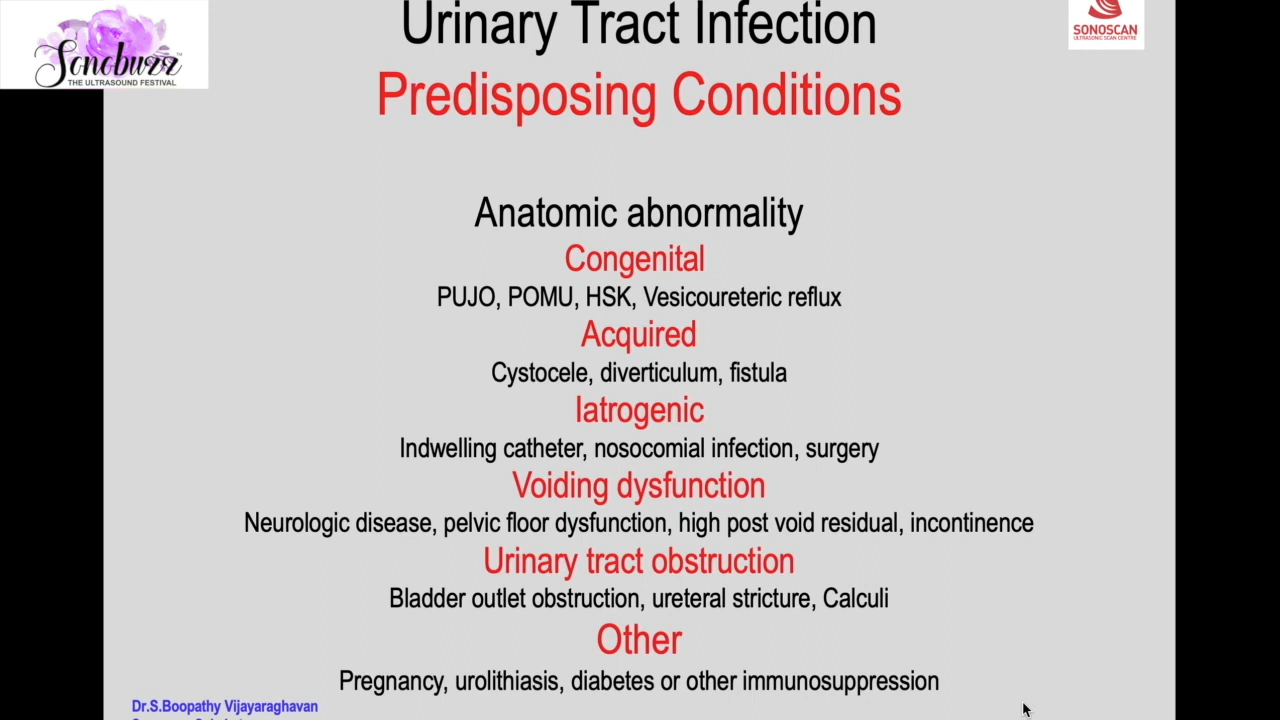 Sonobuzz
THE ULTRASOUND FESTIVAL
SONOSCAN
ULTRASONIC SCAN CENTRE
Urinary Tract Infection
Predisposing Conditions
Anatomic abnormality
Congenital
PUJO, POMU, HSK, Vesicoureteric reflux
Acquired
Cystocele, diverticulum, fistula
Iatrogenic
Indwelling catheter, nosocomial infection, surgery
Voiding dysfunction
Neurologic disease, pelvic floor dysfunction, high post void residual, incontinence
Urinary tract obstruction
Bladder outlet obstruction, ureteral stricture, Calculi
Other
Pregnancy, urolithiasis, diabetes or other immunosuppression
Dr.S.Boopathy Vijayaraghavan